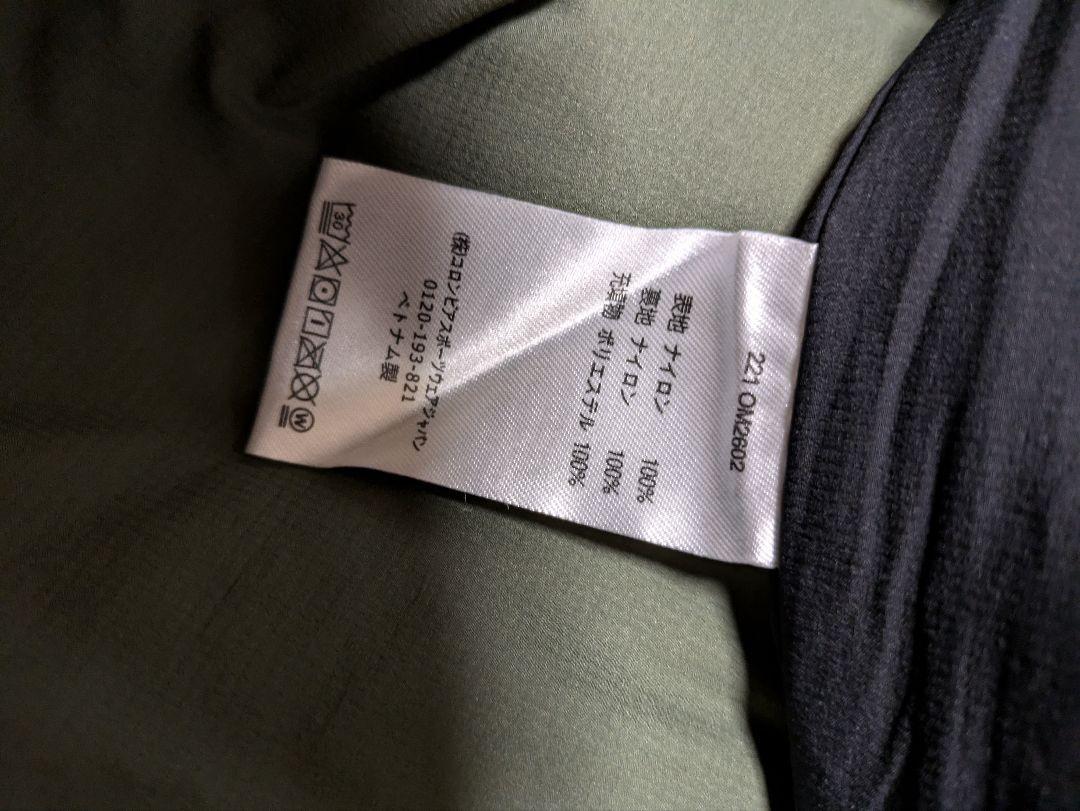 221 OM2602
表地 ナイロン 100%
裏地 ナイロン 100%
充填物 ポリエステル 100%
(株)コロンビアスポーツウェアジャパン
0120-193-821
ベトナム製
30
W